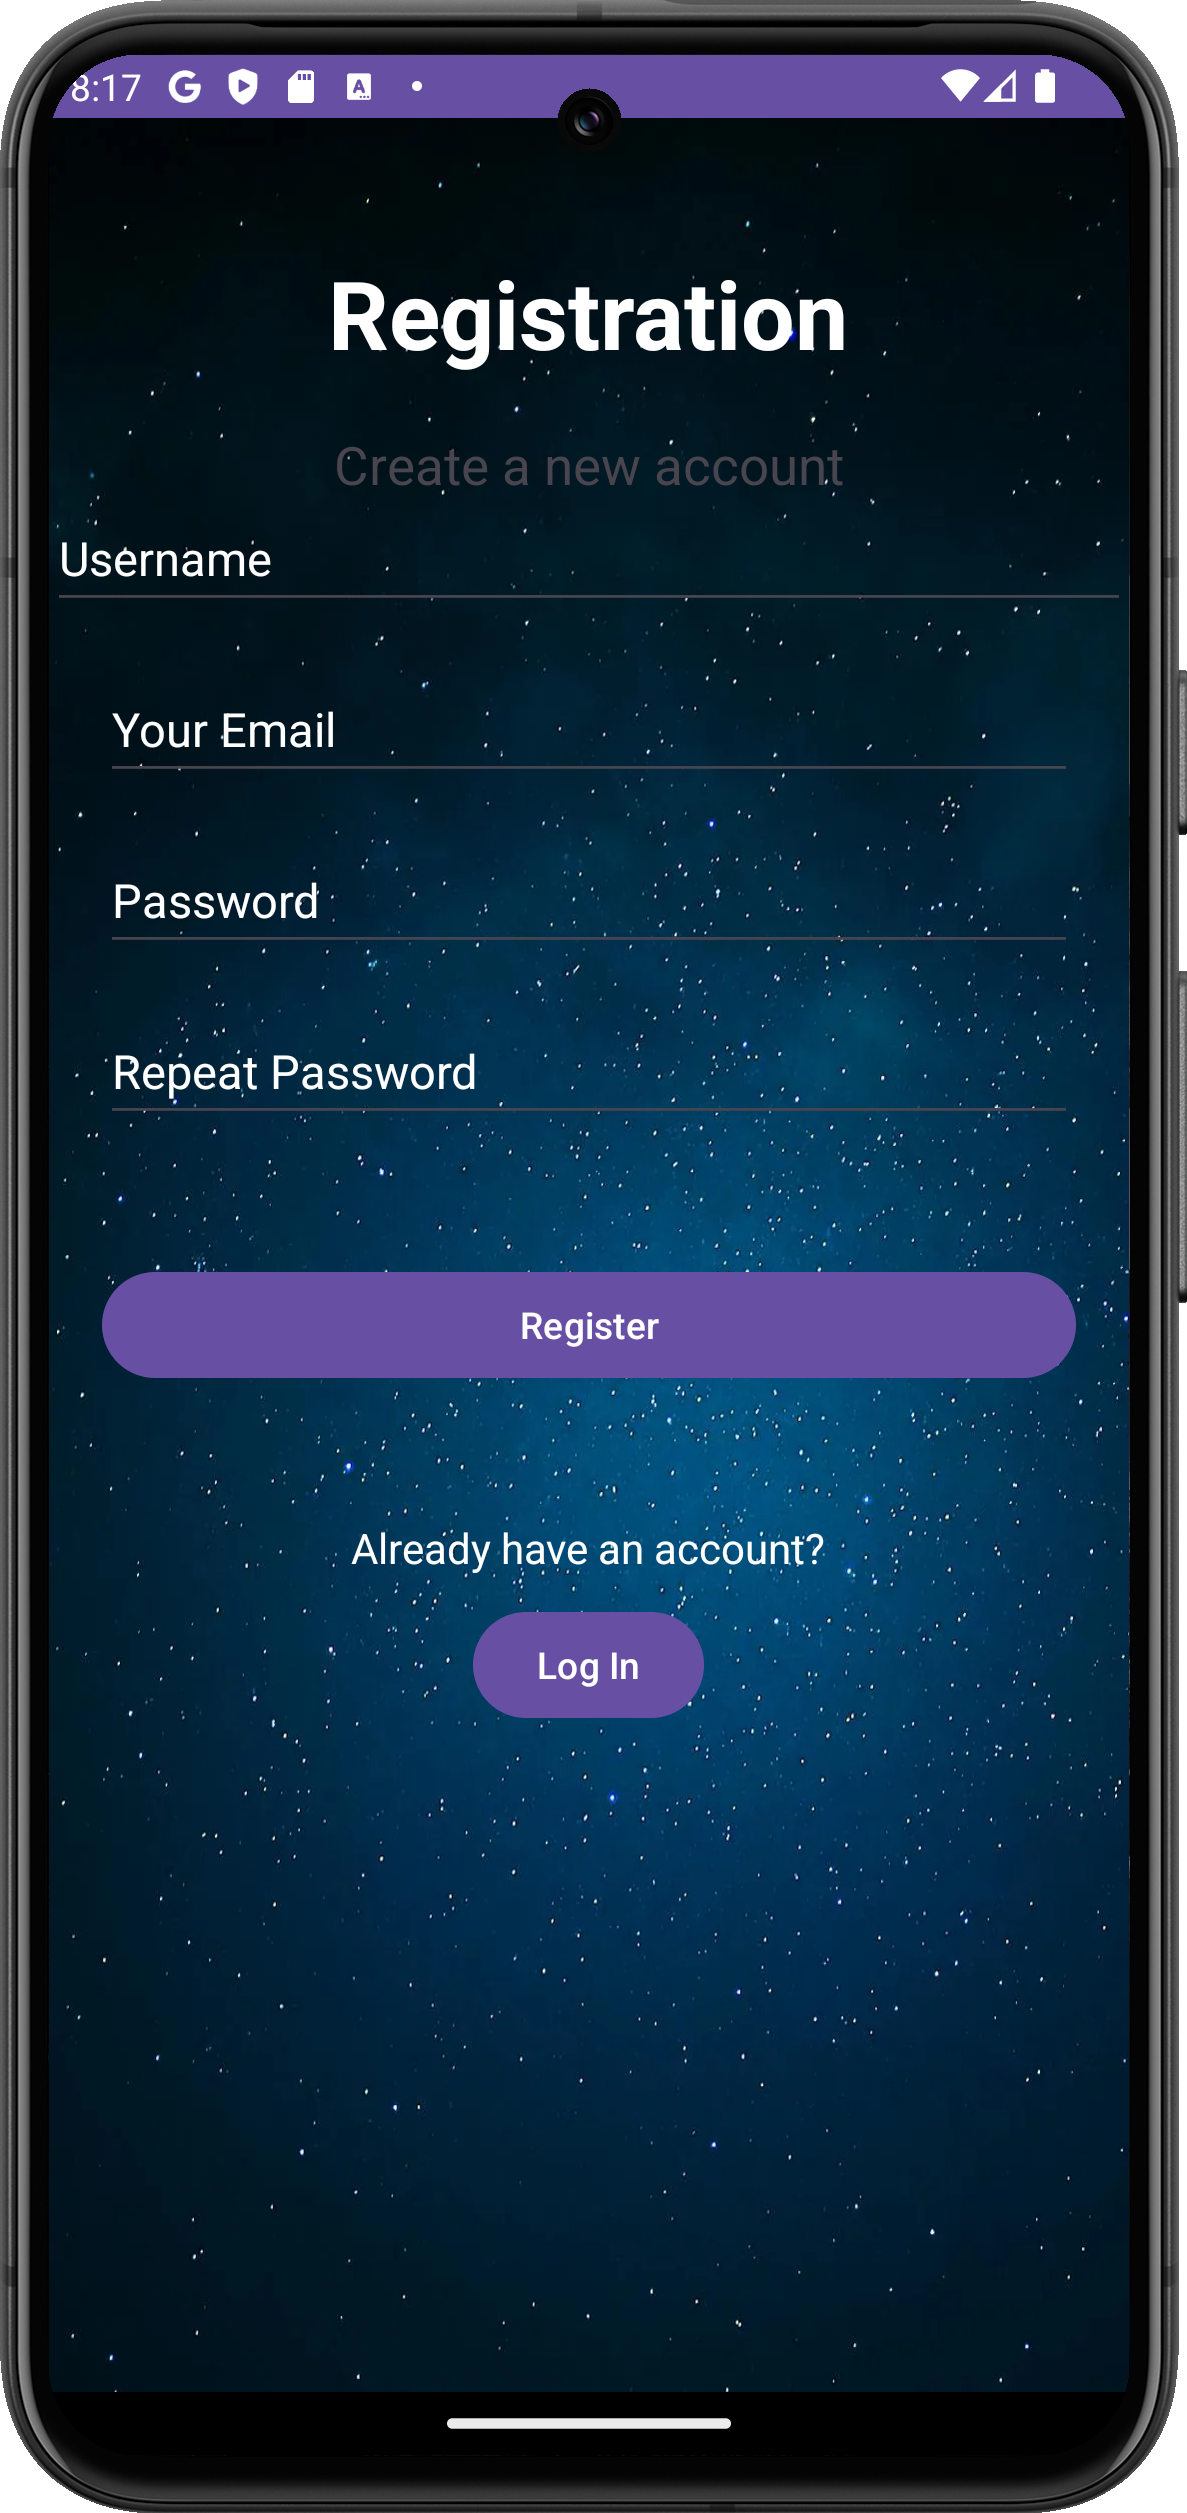 8:17
Registration
Create a new account
Username
Your Email
Password
Repeat Password
Register
Already have an account?
Log In